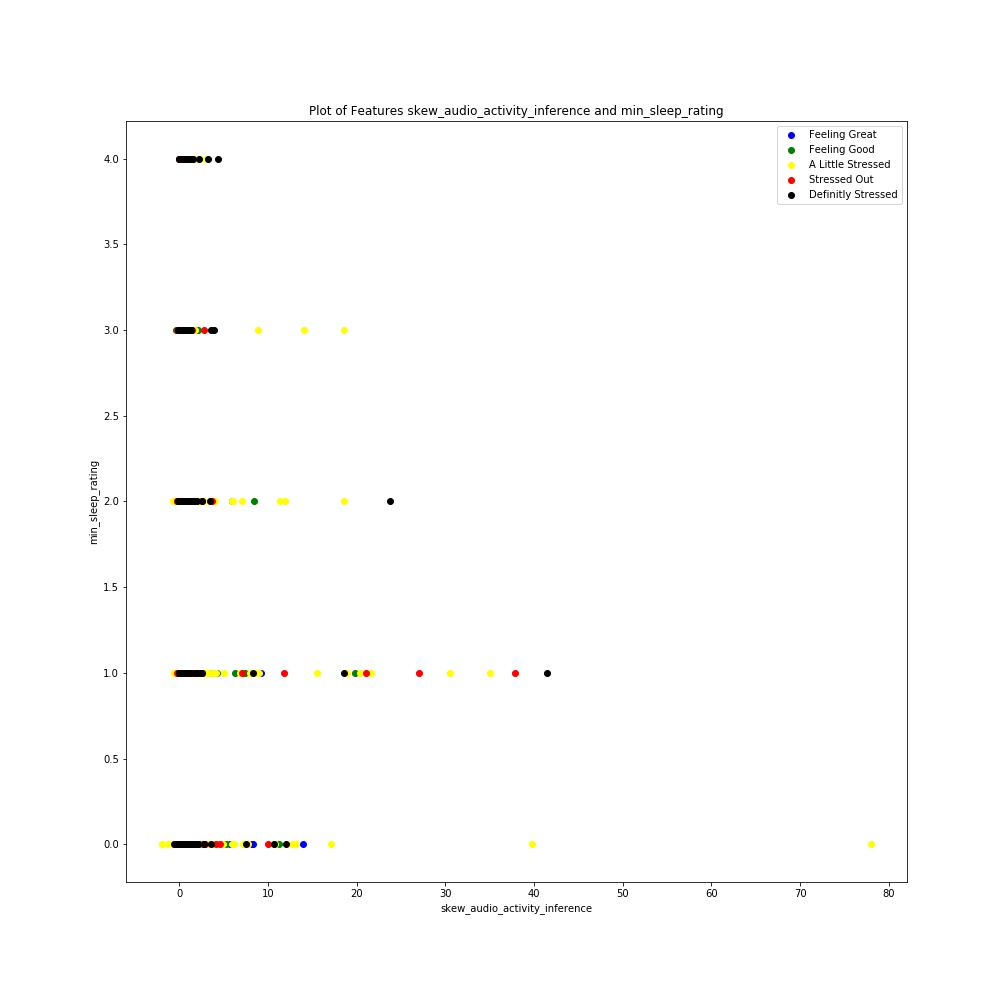 Plot of Features skew_audio_activity_inference and min_sleep_rating
Feeling Great
Feeling Good
A Little Stressed
Stressed Out
Definitly Stressed
4.0
3.5
3.0
2.5
2.0
1.5
1.0
0.5
0.0
min_sleep_rating
0 10 20 30 40 50 60 70 80
skew_audio_activity_inference